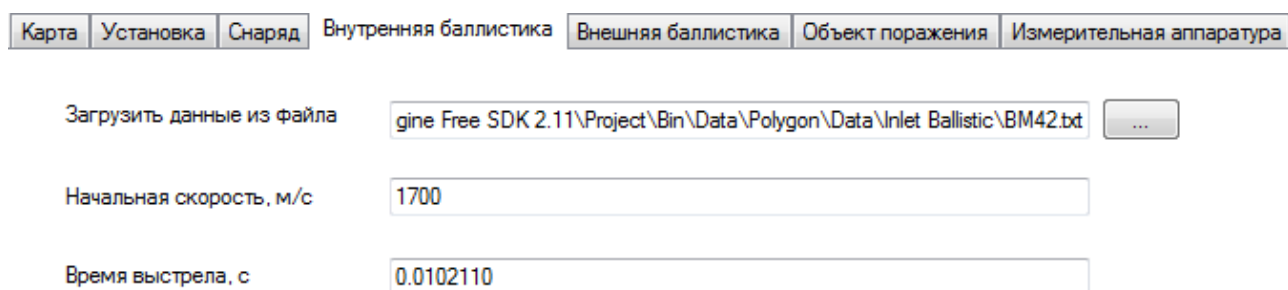 Карта Установка Снаряд Внутренняя баллистика Внешняя баллистика Объект поражения Измерительная аппаратура
Загрузить данные из файла gine Free SDK 2.11\Project\Bin\Data\Polygon\Data\Inlet Ballistic\BM42.txt ...
Начальная скорость, м/с 1700
Время выстрела, с 0.0102110